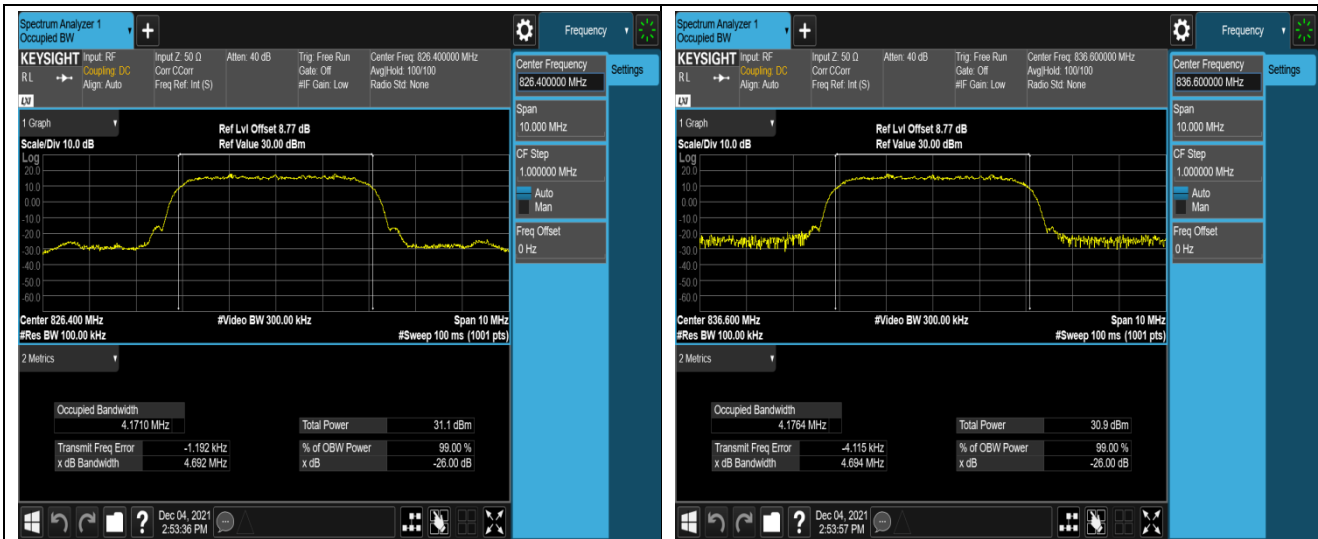 Spectrum Analyzer 1
Occupied BW
Frequency
KEYSIGHT
RL
LXI
Input: RF
Coupling: DC
Align: Auto
Input Z: 50 Ω
Corr CCorr
Freq Ref: Int (S)
Atten: 40 dB
Trig: Free Run
Gate: Off
#IF Gain: Low
Center Freq: 826.400000 MHz
Avg|Hold: 100/100
Radio Std: None
Center Frequency
826.400000 MHz
Settings
Span
10.000 MHz
CF Step
1.000000 MHz
Auto
Man
Freq Offset
0 Hz
1 Graph
Scale/Div 10.0 dB
Ref Lvl Offset 8.77 dB
Ref Value 30.00 dBm
Log
20.0
10.0
0.00
-10.0
-20.0
-30.0
-40.0
-50.0
-60.0
Center 826.400 MHz
#Res BW 100.00 kHz
#Video BW 300.00 kHz
Span 10 MHz
#Sweep 100 ms (1001 pts)
2 Metrics
Occupied Bandwidth
4.1710 MHz
Total Power 31.1 dBm
Transmit Freq Error -1.192 kHz
% of OBW Power 99.00 %
x dB Bandwidth 4.692 MHz
x dB -26.00 dB
?
Dec 04, 2021
2:53:36 PM
Spectrum Analyzer 1
Occupied BW
Frequency
KEYSIGHT
RL
LXI
Input: RF
Coupling: DC
Align: Auto
Input Z: 50 Ω
Corr CCorr
Freq Ref: Int (S)
Atten: 40 dB
Trig: Free Run
Gate: Off
#IF Gain: Low
Center Freq: 836.600000 MHz
Avg|Hold: 100/100
Radio Std: None
Center Frequency
836.600000 MHz
Settings
Span
10.000 MHz
CF Step
1.000000 MHz
Auto
Man
Freq Offset
0 Hz
1 Graph
Scale/Div 10.0 dB
Ref Lvl Offset 8.77 dB
Ref Value 30.00 dBm
Log
20.0
10.0
0.00
-10.0
-20.0
-30.0
-40.0
-50.0
-60.0
Center 836.600 MHz
#Res BW 100.00 kHz
#Video BW 300.00 kHz
Span 10 MHz
#Sweep 100 ms (1001 pts)
2 Metrics
Occupied Bandwidth
4.1764 MHz
Total Power 30.9 dBm
Transmit Freq Error -4.115 kHz
% of OBW Power 99.00 %
x dB Bandwidth 4.694 MHz
x dB -26.00 dB
?
Dec 04, 2021
2:53:57 PM